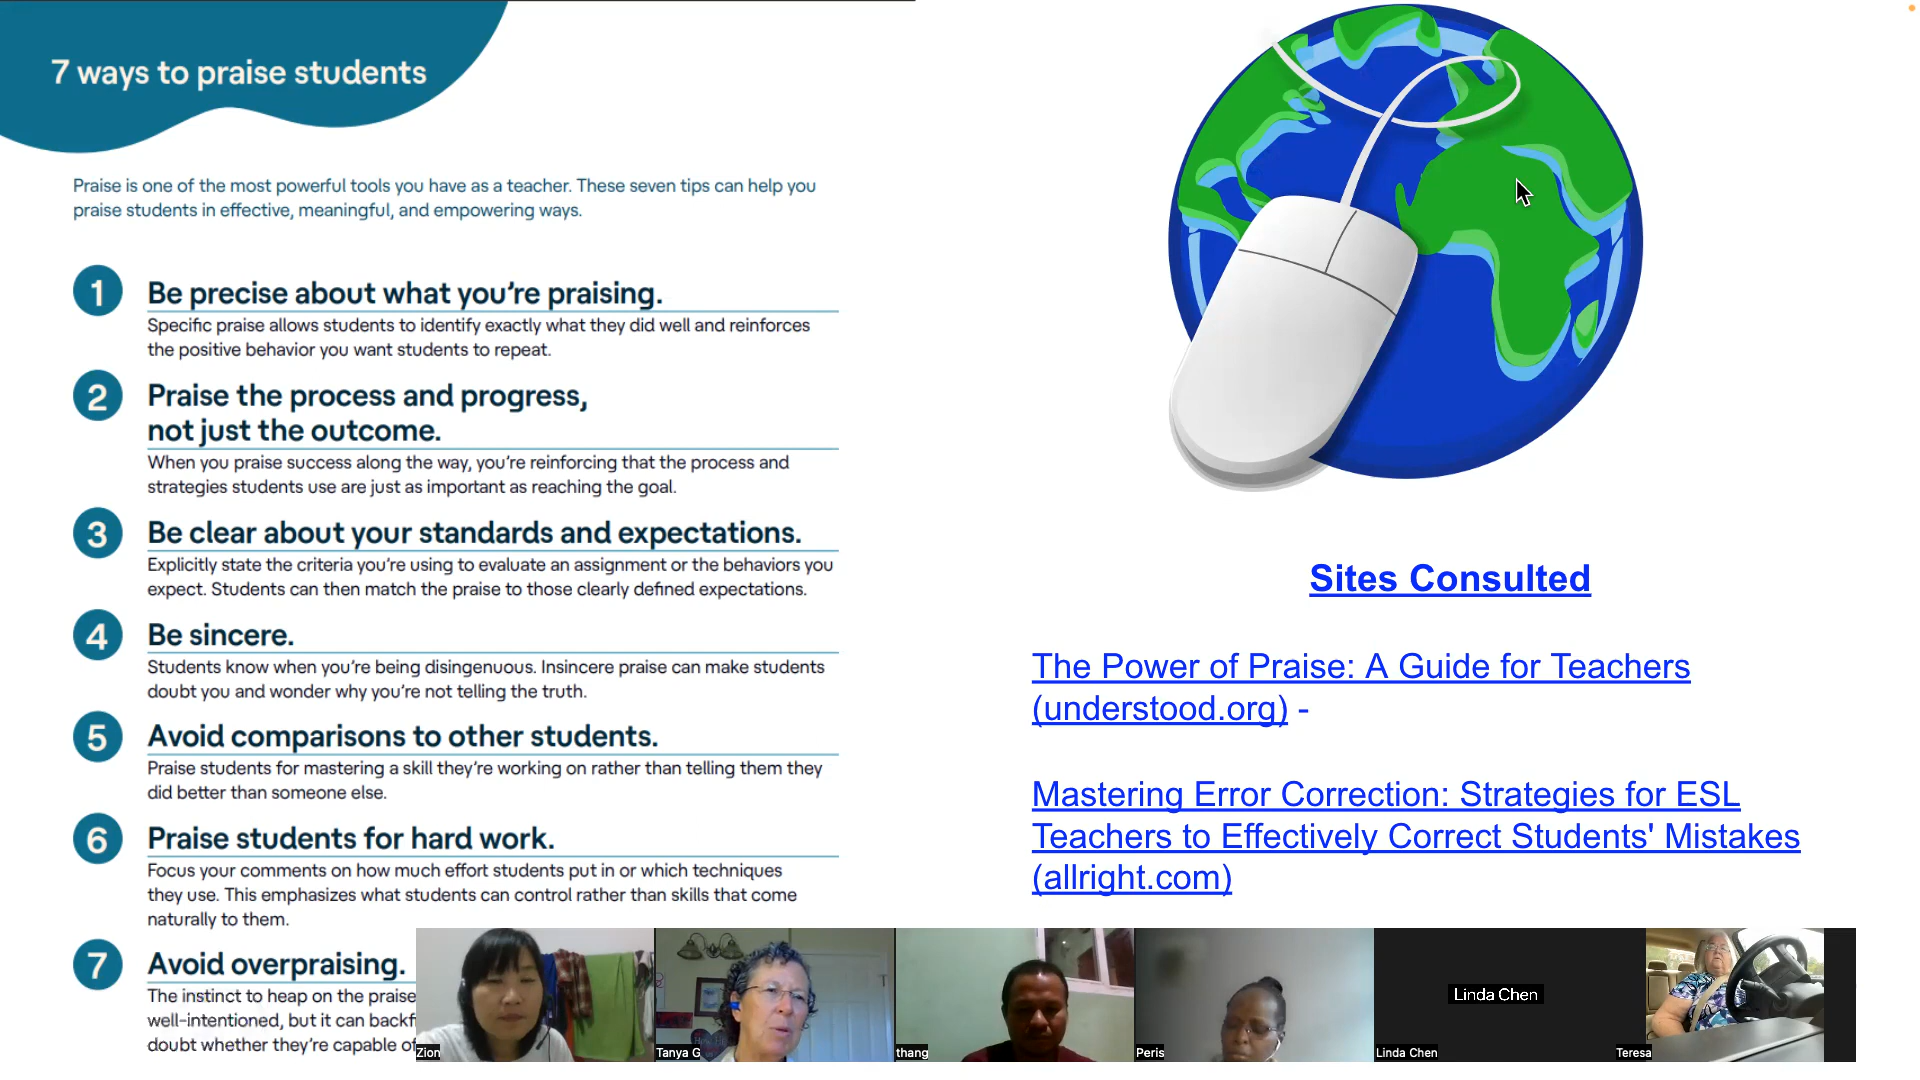 7 ways to praise students
Praise is one of the most powerful tools you have as a teacher. These seven tips can help you
praise students in effective, meaningful, and empowering ways.
1
Be precise about what you're praising.
Specific praise allows students to identify exactly what they did well and reinforces
the positive behavior you want students to repeat.
2
Praise the process and progress,
not just the outcome.
When you praise success along the way, you're reinforcing that the process and
strategies students use are just as important as reaching the goal.
3
Be clear about your standards and expectations.
Explicitly state the criteria you're using to evaluate an assignment or the behaviors you
expect. Students can then match the praise to those clearly defined expectations.
4
Be sincere.
Students know when you're being disingenuous. Insincere praise can make students
doubt you and wonder why you're not telling the truth.
5
Avoid comparisons to other students.
Praise students for mastering a skill they're working on rather than telling them they
did better than someone else.
6
Praise students for hard work.
Focus your comments on how much effort students put in or which techniques
they use. This emphasizes what students can control rather than skills that come
naturally to them.
7
Avoid overpraising.
The instinct to heap on the praise
well-intentioned, but it can backf
doubt whether they're capable of
Sites Consulted
The Power of Praise: A Guide for Teachers
(understood.org) -
Mastering Error Correction: Strategies for ESL
Teachers to Effectively Correct Students' Mistakes
(allright.com)
Zion
Tanya G
thang
Peris
Linda Chen
Linda Chen
Teresa